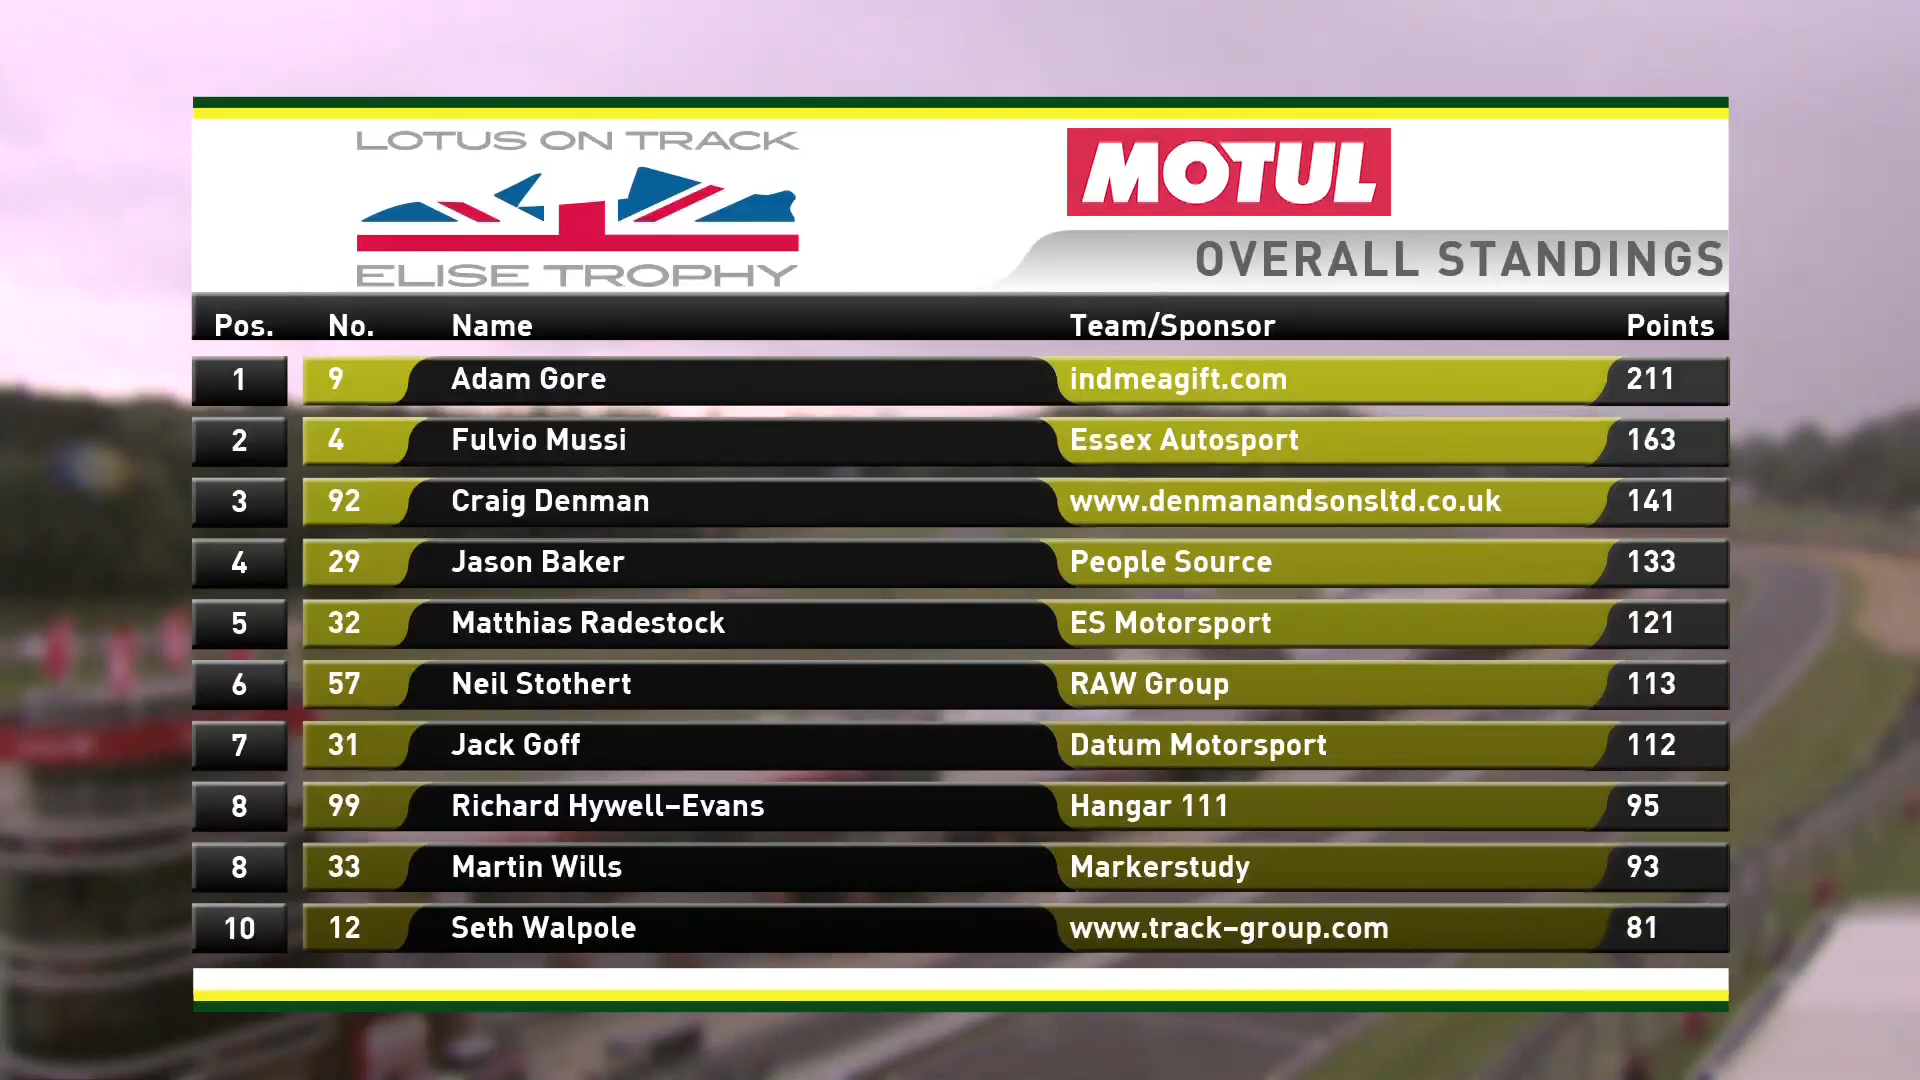 LOTUS ON TRACK
ELISE TROPHY
MOTUL
OVERALL STANDINGS
Pos. No. Name Team/Sponsor Points
1 9 Adam Gore indmeagift.com 211
2 4 Fulvio Mussi Essex Autosport 163
3 92 Craig Denman www.denmanandsonsltd.co.uk 141
4 29 Jason Baker People Source 133
5 32 Matthias Radestock ES Motorsport 121
6 57 Neil Stothert RAW Group 113
7 31 Jack Goff Datum Motorsport 112
8 99 Richard Hywell-Evans Hangar 111 95
8 33 Martin Wills Markerstudy 93
10 12 Seth Walpole www.track-group.com 81